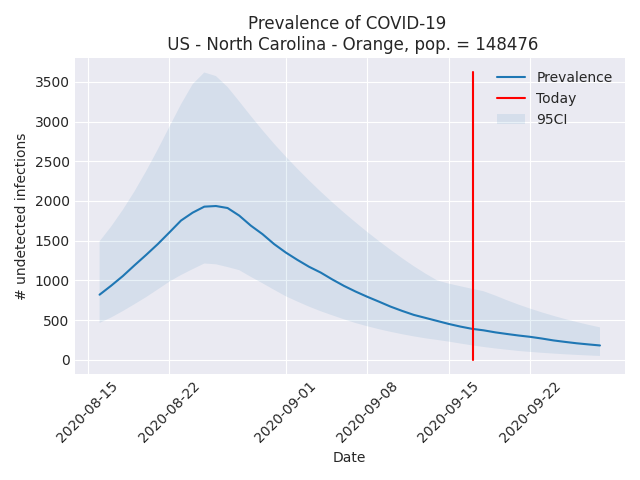 Prevalence of COVID-19
US - North Carolina - Orange, pop. = 148476
3500
3000
2500
2000
1500
1000
500
0
# undetected infections
Prevalence
Today
95CI
2020-08-15
2020-08-22
2020-09-01
2020-09-08
2020-09-15
2020-09-22
Date